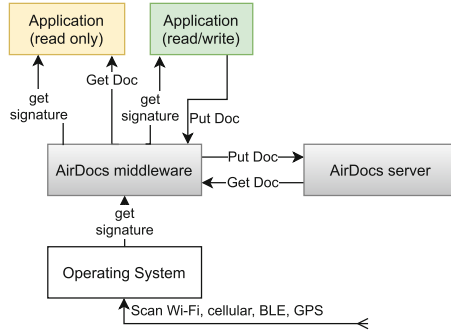 Application
(read only)
Application
(read/write)
get
signature
Get Doc
get
signature
Put Doc
AirDocs middleware
Put Doc
Get Doc
AirDocs server
get
signature
Operating System
Scan Wi-Fi, cellular, BLE, GPS